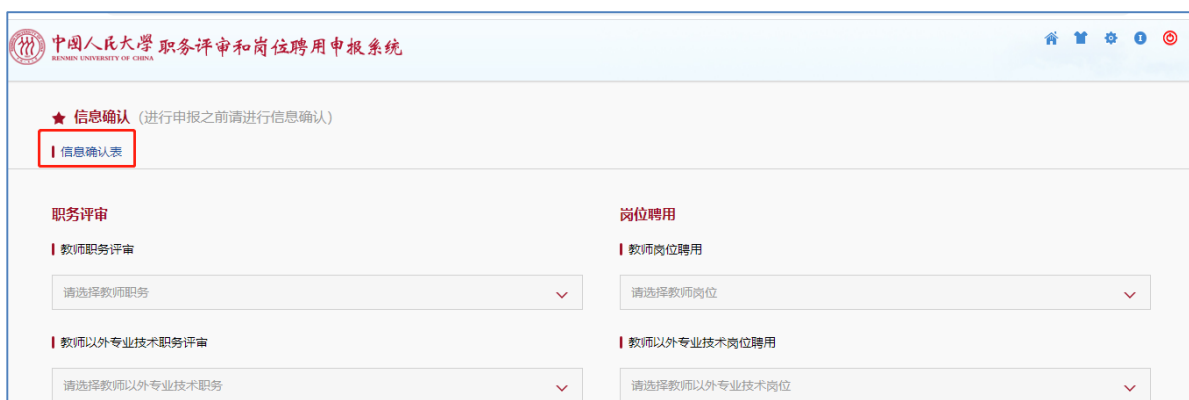 中国人民大学 职务评审和岗位聘用申报系统
RENMIN UNIVERSITY OF CHINA
★ 信息确认（进行申报之前请进行信息确认）
信息确认表
职务评审
岗位聘用
教师职务评审
教师岗位聘用
请选择教师职务
请选择教师岗位
教师以外专业技术职务评审
教师以外专业技术岗位聘用
请选择教师以外专业技术职务
请选择教师以外专业技术岗位